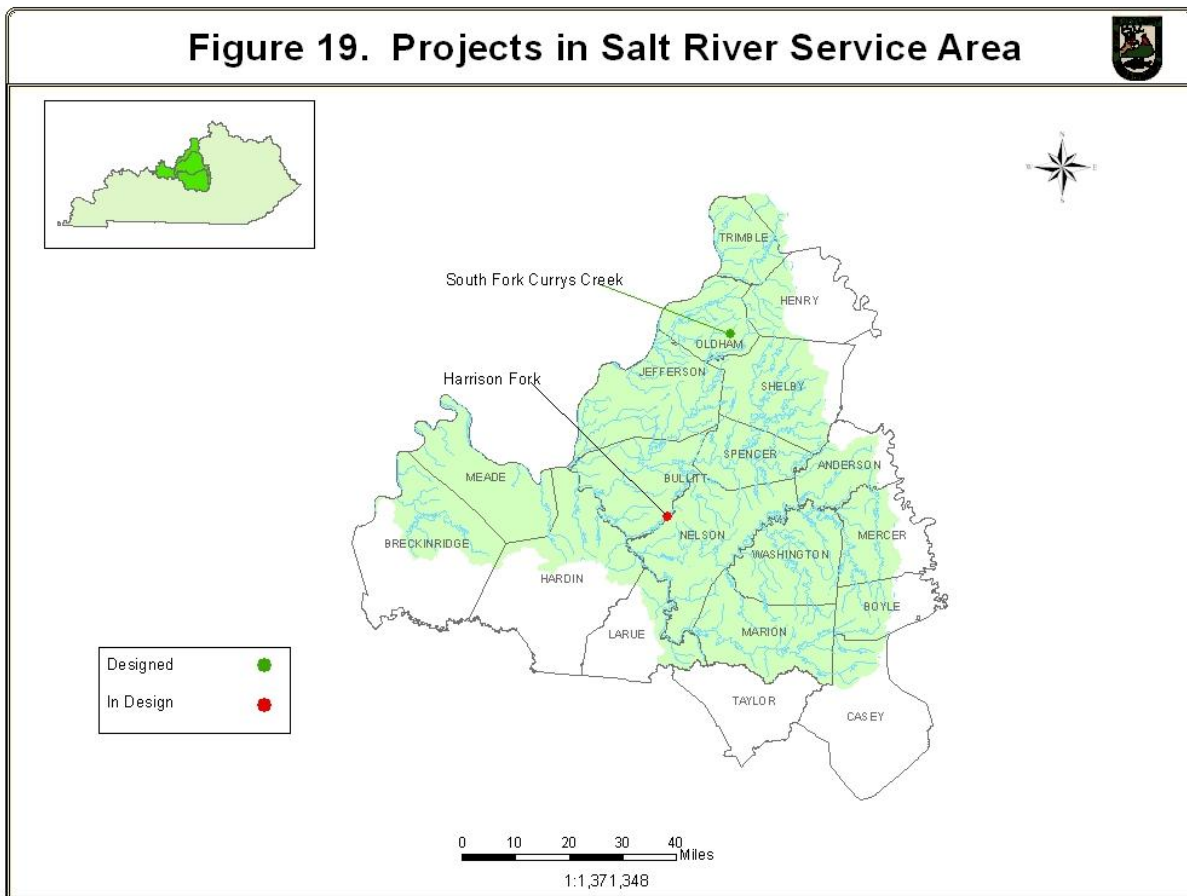 Figure 19. Projects in Salt River Service Area
N
W E
S
TRIMBLE
South Fork Currys Creek
HENRY
OLDHAM
JEFFERSON
Harrison Fork
SHELBY
SPENCER
ANDERSON
MEADE
BULLITT
NELSON
MERCER
BRECKINRIDGE
WASHINGTON
HARDIN
BOYLE
LARUE
MARION
Designed
In Design
TAYLOR
CASEY
0 10 20 30 40
Miles
1:1,371,348